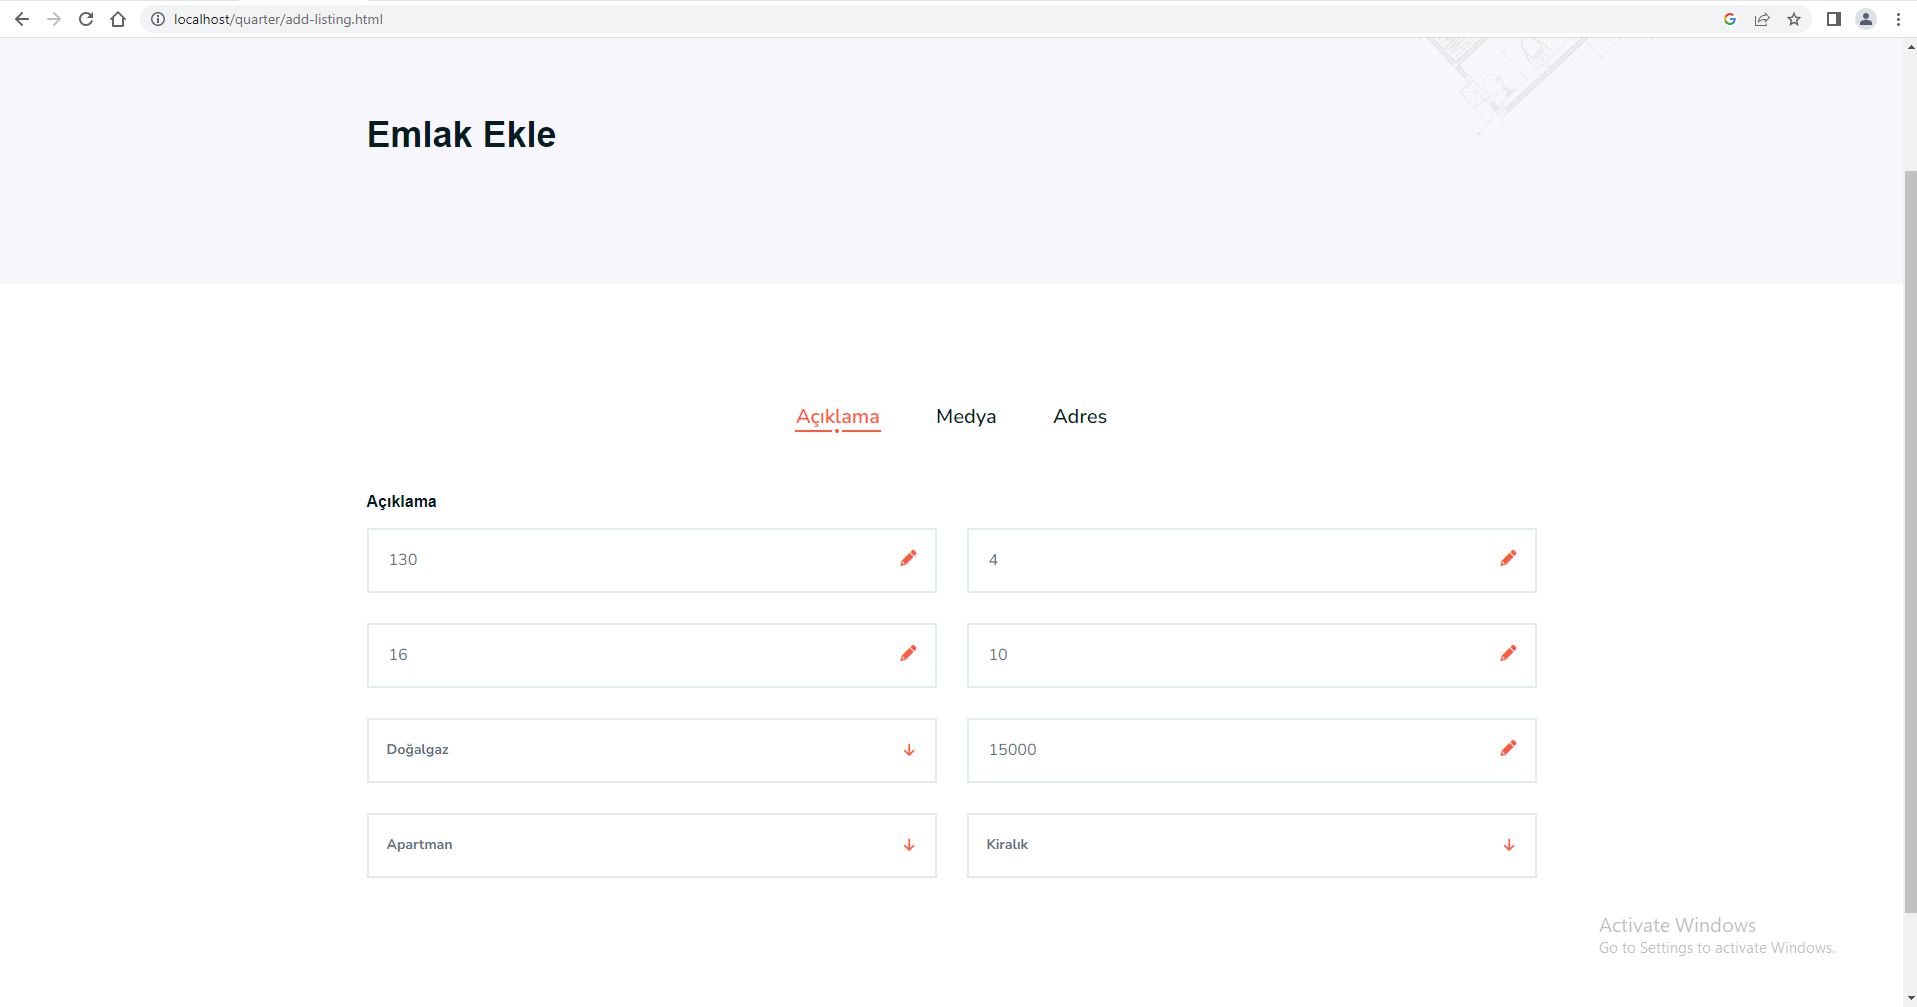 localhost/quarter/add-listing.html
Emlak Ekle
Açıklama Medya Adres
Açıklama
130 4
16 10
Doğalgaz 15000
Apartman Kiralık
Activate Windows
Go to Settings to activate Windows.